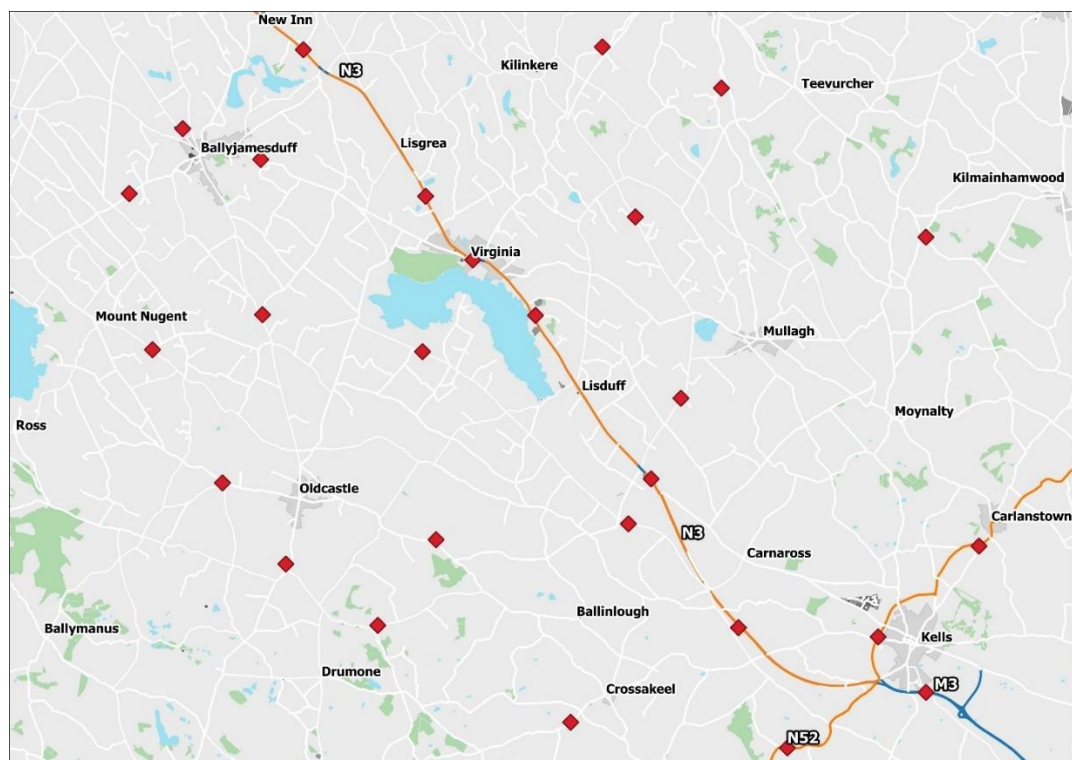 New Inn
N3
Kilinkere
Teevurcher
Lisgrea
Ballyjamesduff
Kilmainhamwood
Virginia
Mount Nugent
Mullagh
Lisduff
Moynalty
Ross
Oldcastle
Carlanstown
N3
Carnaross
Ballinlough
Ballymanus
Kells
Drumone
Crossakeel
M3
N52